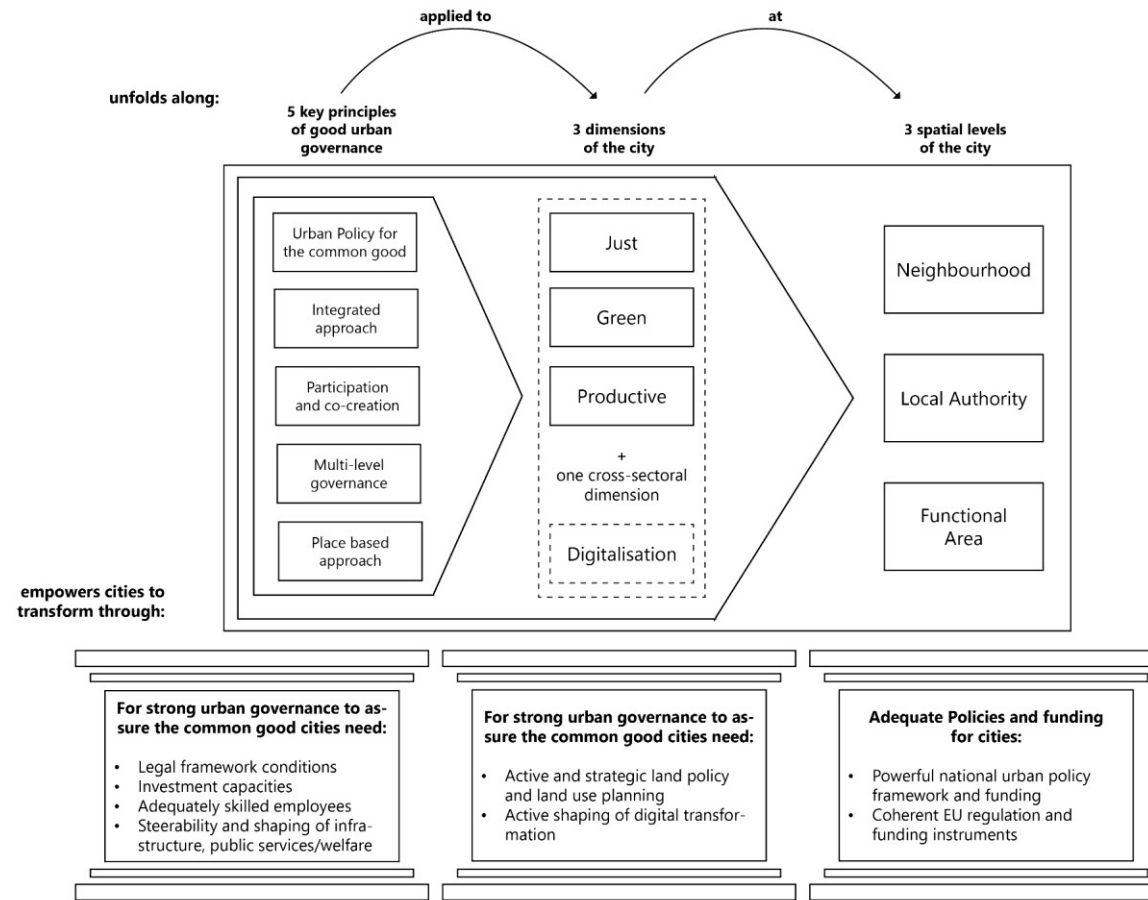 applied to
at
unfolds along:
5 key principles
of good urban
governance
3 dimensions
of the city
3 spatial levels
of the city
Urban Policy for
the common good
Integrated
approach
Participation
and co-creation
Multi-level
governance
Place based
approach
Just
Green
Productive
+
one cross-sectoral
dimension
Digitalisation
Neighbourhood
Local Authority
Functional
Area
empowers cities to
transform through:
For strong urban governance to as-
sure the common good cities need:
• Legal framework conditions
• Investment capacities
• Adequately skilled employees
• Steerability and shaping of infra-
structure, public services/welfare
For strong urban governance to as-
sure the common good cities need:
• Active and strategic land policy
and land use planning
• Active shaping of digital transfor-
mation
Adequate Policies and funding
for cities:
• Powerful national urban policy
framework and funding
• Coherent EU regulation and
funding instruments